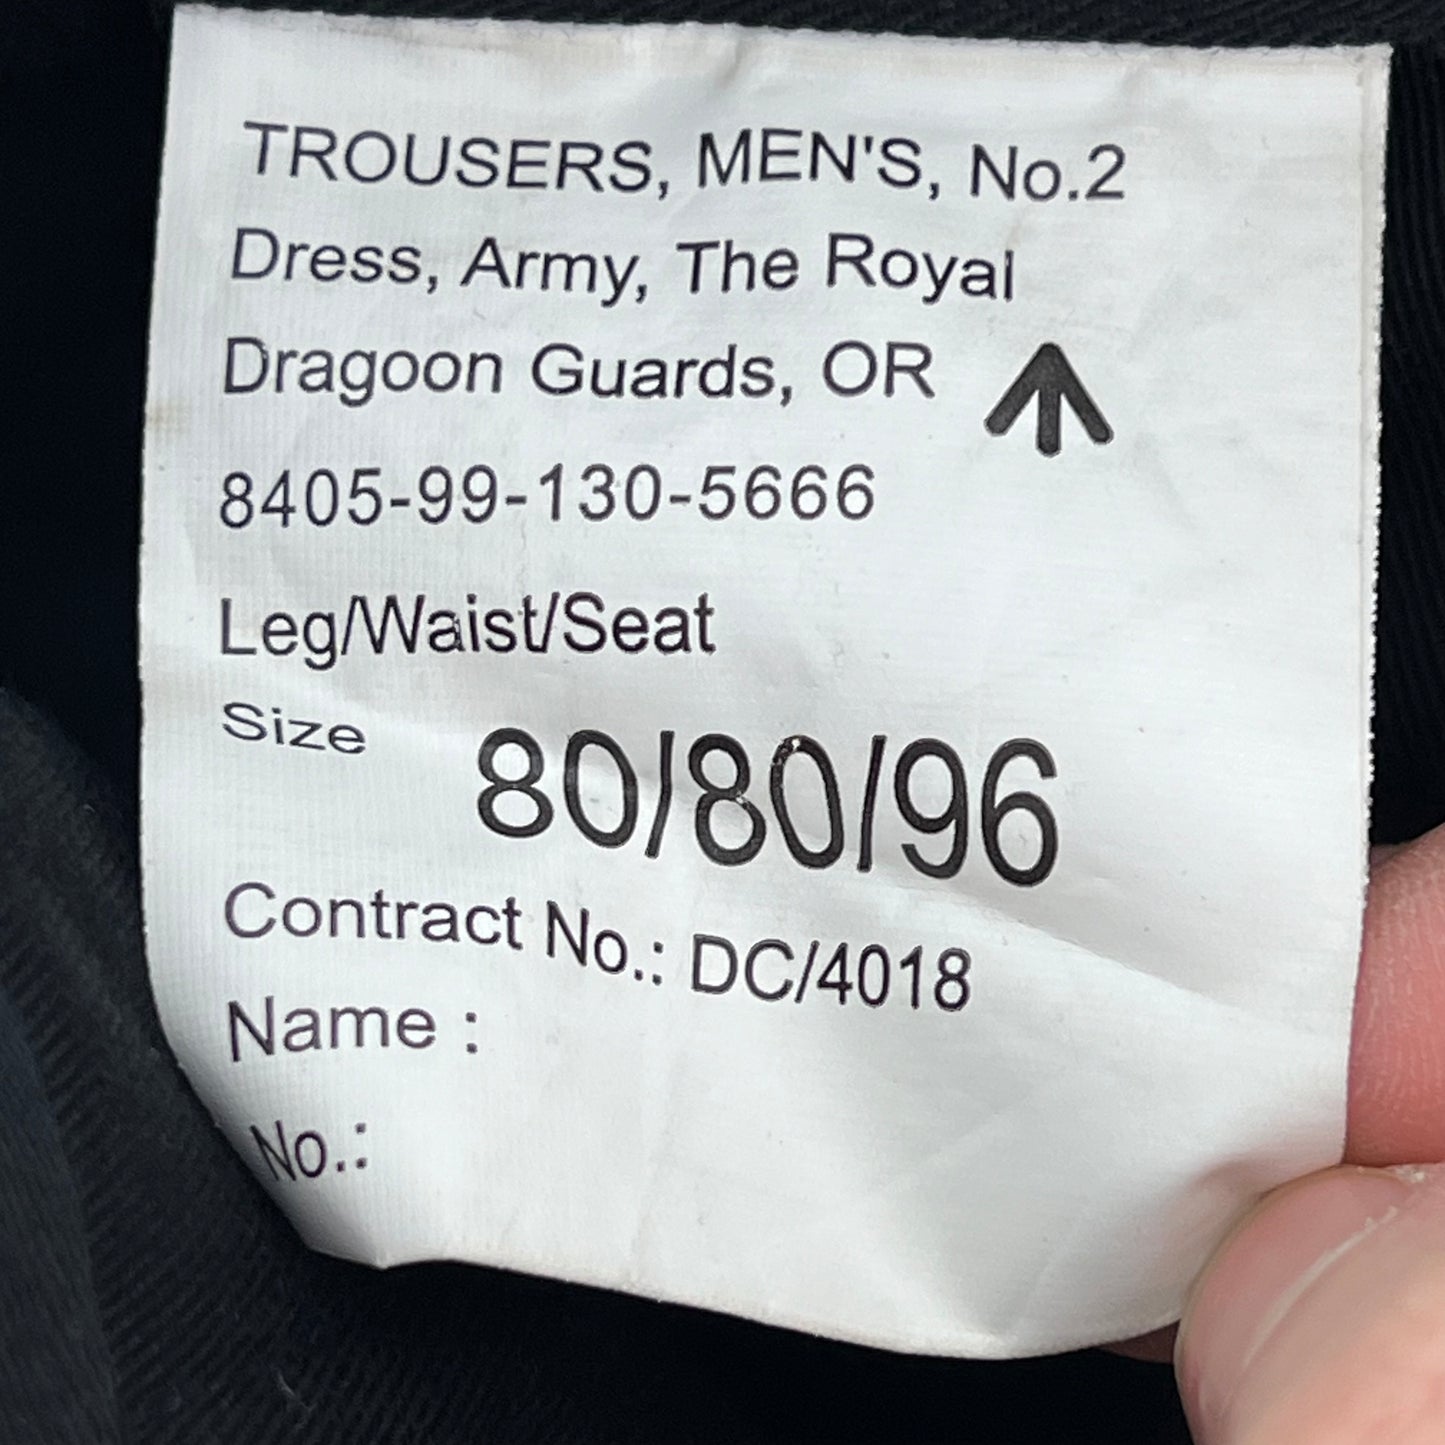 TROUSERS, MEN'S, No.2
Dress, Army, The Royal
Dragoon Guards, OR
8405-99-130-5666
Leg/Waist/Seat
Size 80/80/96
Contract No.: DC/4018
Name :
No.: